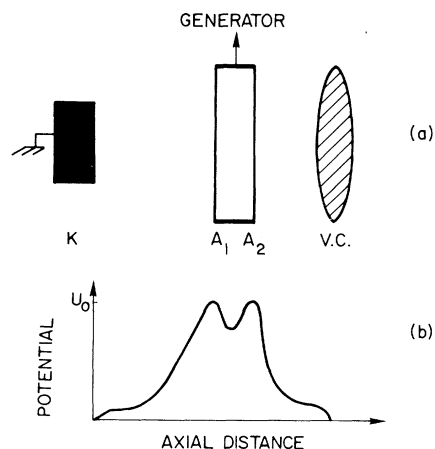 GENERATOR
(a)
K A₁ A₂ V.C.
U₀
(b)
POTENTIAL
AXIAL DISTANCE